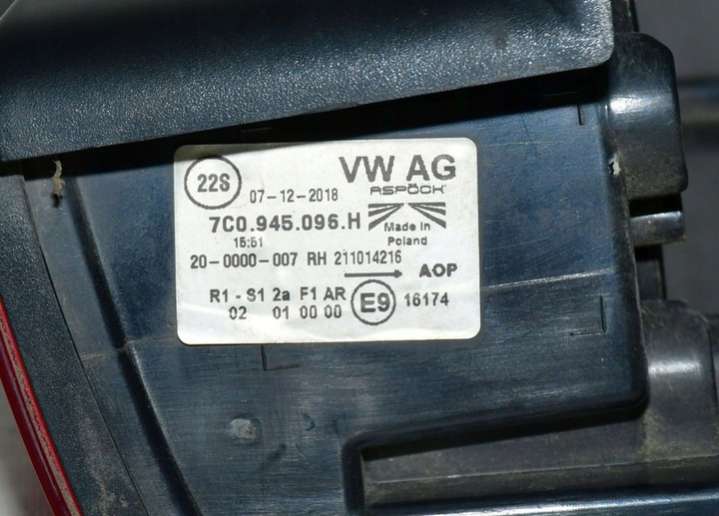 22S
07-12-2018
VW AG
ASPÖCK
7C0.945.096.H
15:51
Made in
Poland
20-0000-007 RH 211014216
AOP
R1 - S1 2a F1 AR
02 01 00 00
E9
16174